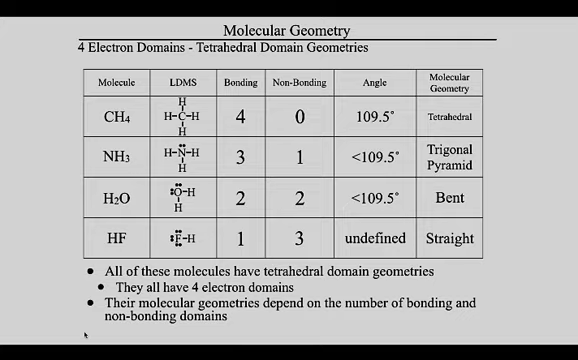 Molecular Geometry
4 Electron Domains - Tetrahedral Domain Geometries
Molecule LDMS Bonding Non-Bonding Angle Molecular Geometry
H
CH₄ H-C-H 4 0 109.5° Tetrahedral
H
NH₃ H-N-H 3 1 <109.5° Trigonal Pyramid
H
H₂O O-H 2 2 <109.5° Bent
H
HF F-H 1 3 undefined Straight
● All of these molecules have tetrahedral domain geometries
● They all have 4 electron domains
● Their molecular geometries depend on the number of bonding and
non-bonding domains